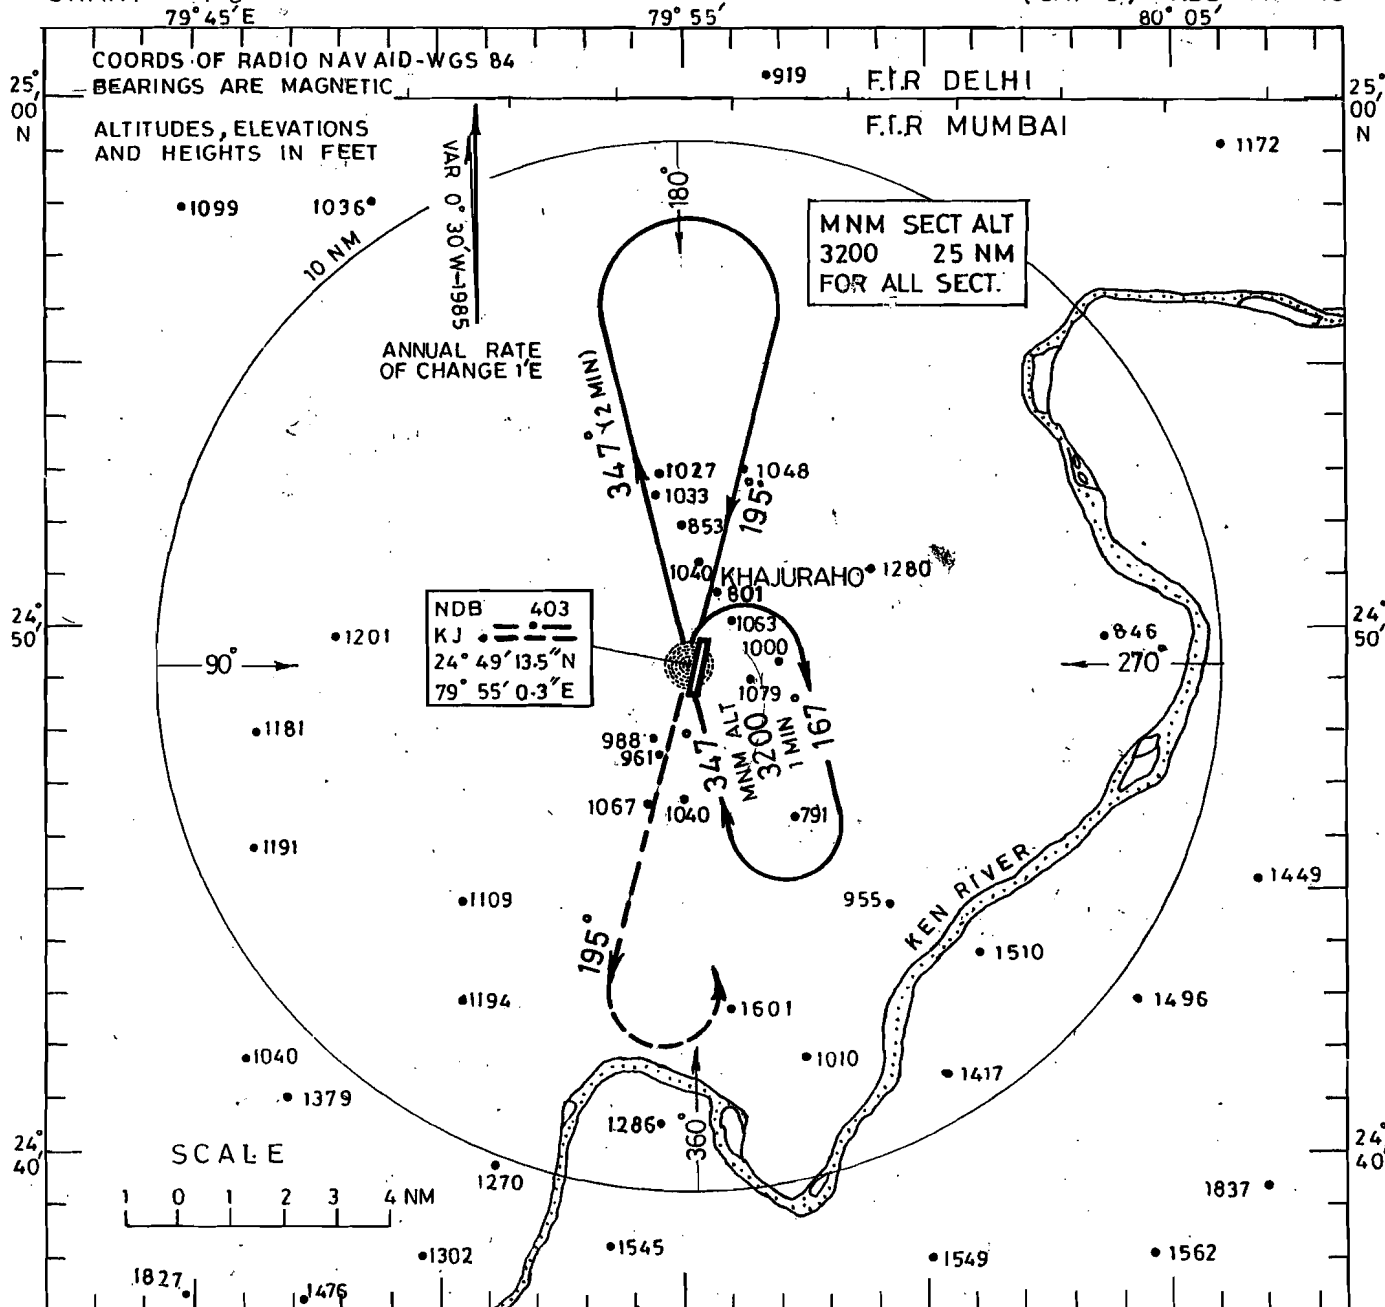 79°45'E
79°55'
80°05'
COORDS OF RADIO NAV AID-WGS 84
BEARINGS ARE MAGNETIC
ALTITUDES, ELEVATIONS
AND HEIGHTS IN FEET
919
F.I.R DELHI
F.I.R MUMBAI
25°
00'
N
25°
00'
N
1172
1099
1036
10 NM
VAR 0° 30'W-1985
ANNUAL RATE
OF CHANGE 1'E
180°
MNM SECT ALT
3200 25 NM
FOR ALL SECT.
347° (2 MIN)
195°
1027
1033
853
1048
1040
KHAJURAHO
801
1280
1063
1000
1079
NDB 403
KJ
24° 49' 13.5"N
79° 55' 0.3"E
24°
50'
24°
50'
1201
846
90°
270°
1181
988
961
347
MNM ALT
3200
1 MIN
167
1067
1040
791
1191
1109
955
KEN RIVER
1449
1510
195°
1194
1601
1496
1040
1010
1417
1379
1286
360°
24°
40'
24°
40'
SCALE
1 0 1 2 3 4 NM
1270
1837
1302
1545
1549
1562
1827
1476